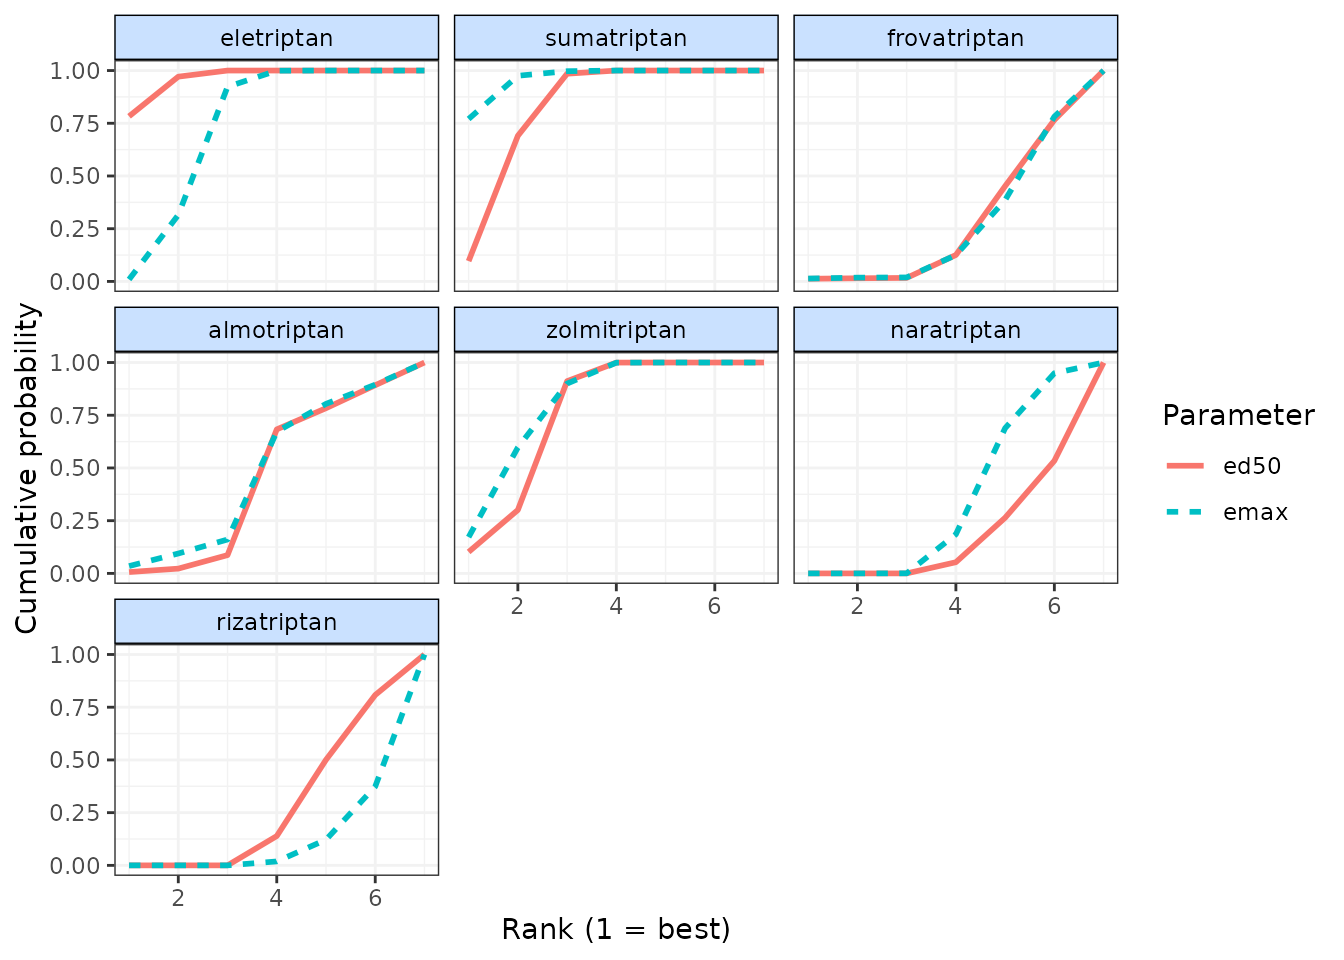 eletriptan sumatriptan frovatriptan
1.00
0.75
0.50
0.25
0.00
almotriptan zolmitriptan naratriptan
1.00
0.75
0.50
0.25
0.00
2 4 6 2 4 6
rizatriptan
1.00
0.75
0.50
0.25
0.00
2 4 6
Rank (1 = best)
Cumulative probability
Parameter
ed50
emax